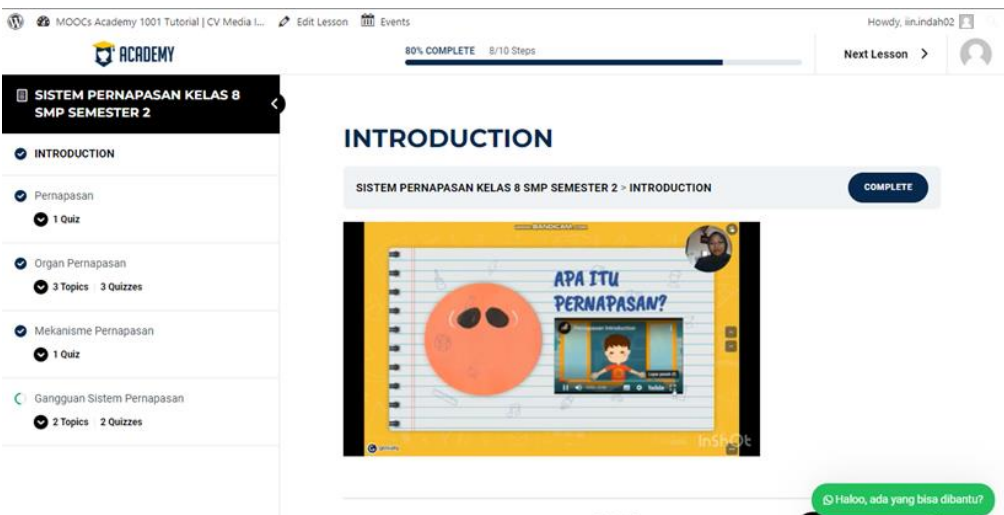 MOOCs Academy 1001 Tutorial | CV Media I... Edit Lesson Events Howdy, iin.indah02
ACADEMY
80% COMPLETE 8/10 Steps
Next Lesson
SISTEM PERNAPASAN KELAS 8
SMP SEMESTER 2
INTRODUCTION
Pernapasan
1 Quiz
Organ Pernapasan
3 Topics 3 Quizzes
Mekanisme Pernapasan
1 Quiz
Gangguan Sistem Pernapasan
2 Topics 2 Quizzes
INTRODUCTION
SISTEM PERNAPASAN KELAS 8 SMP SEMESTER 2 > INTRODUCTION
COMPLETE
APA ITU
PERNAPASAN?
Pernapasan Introduction
InShOt
Haloo, ada yang bisa dibantu?